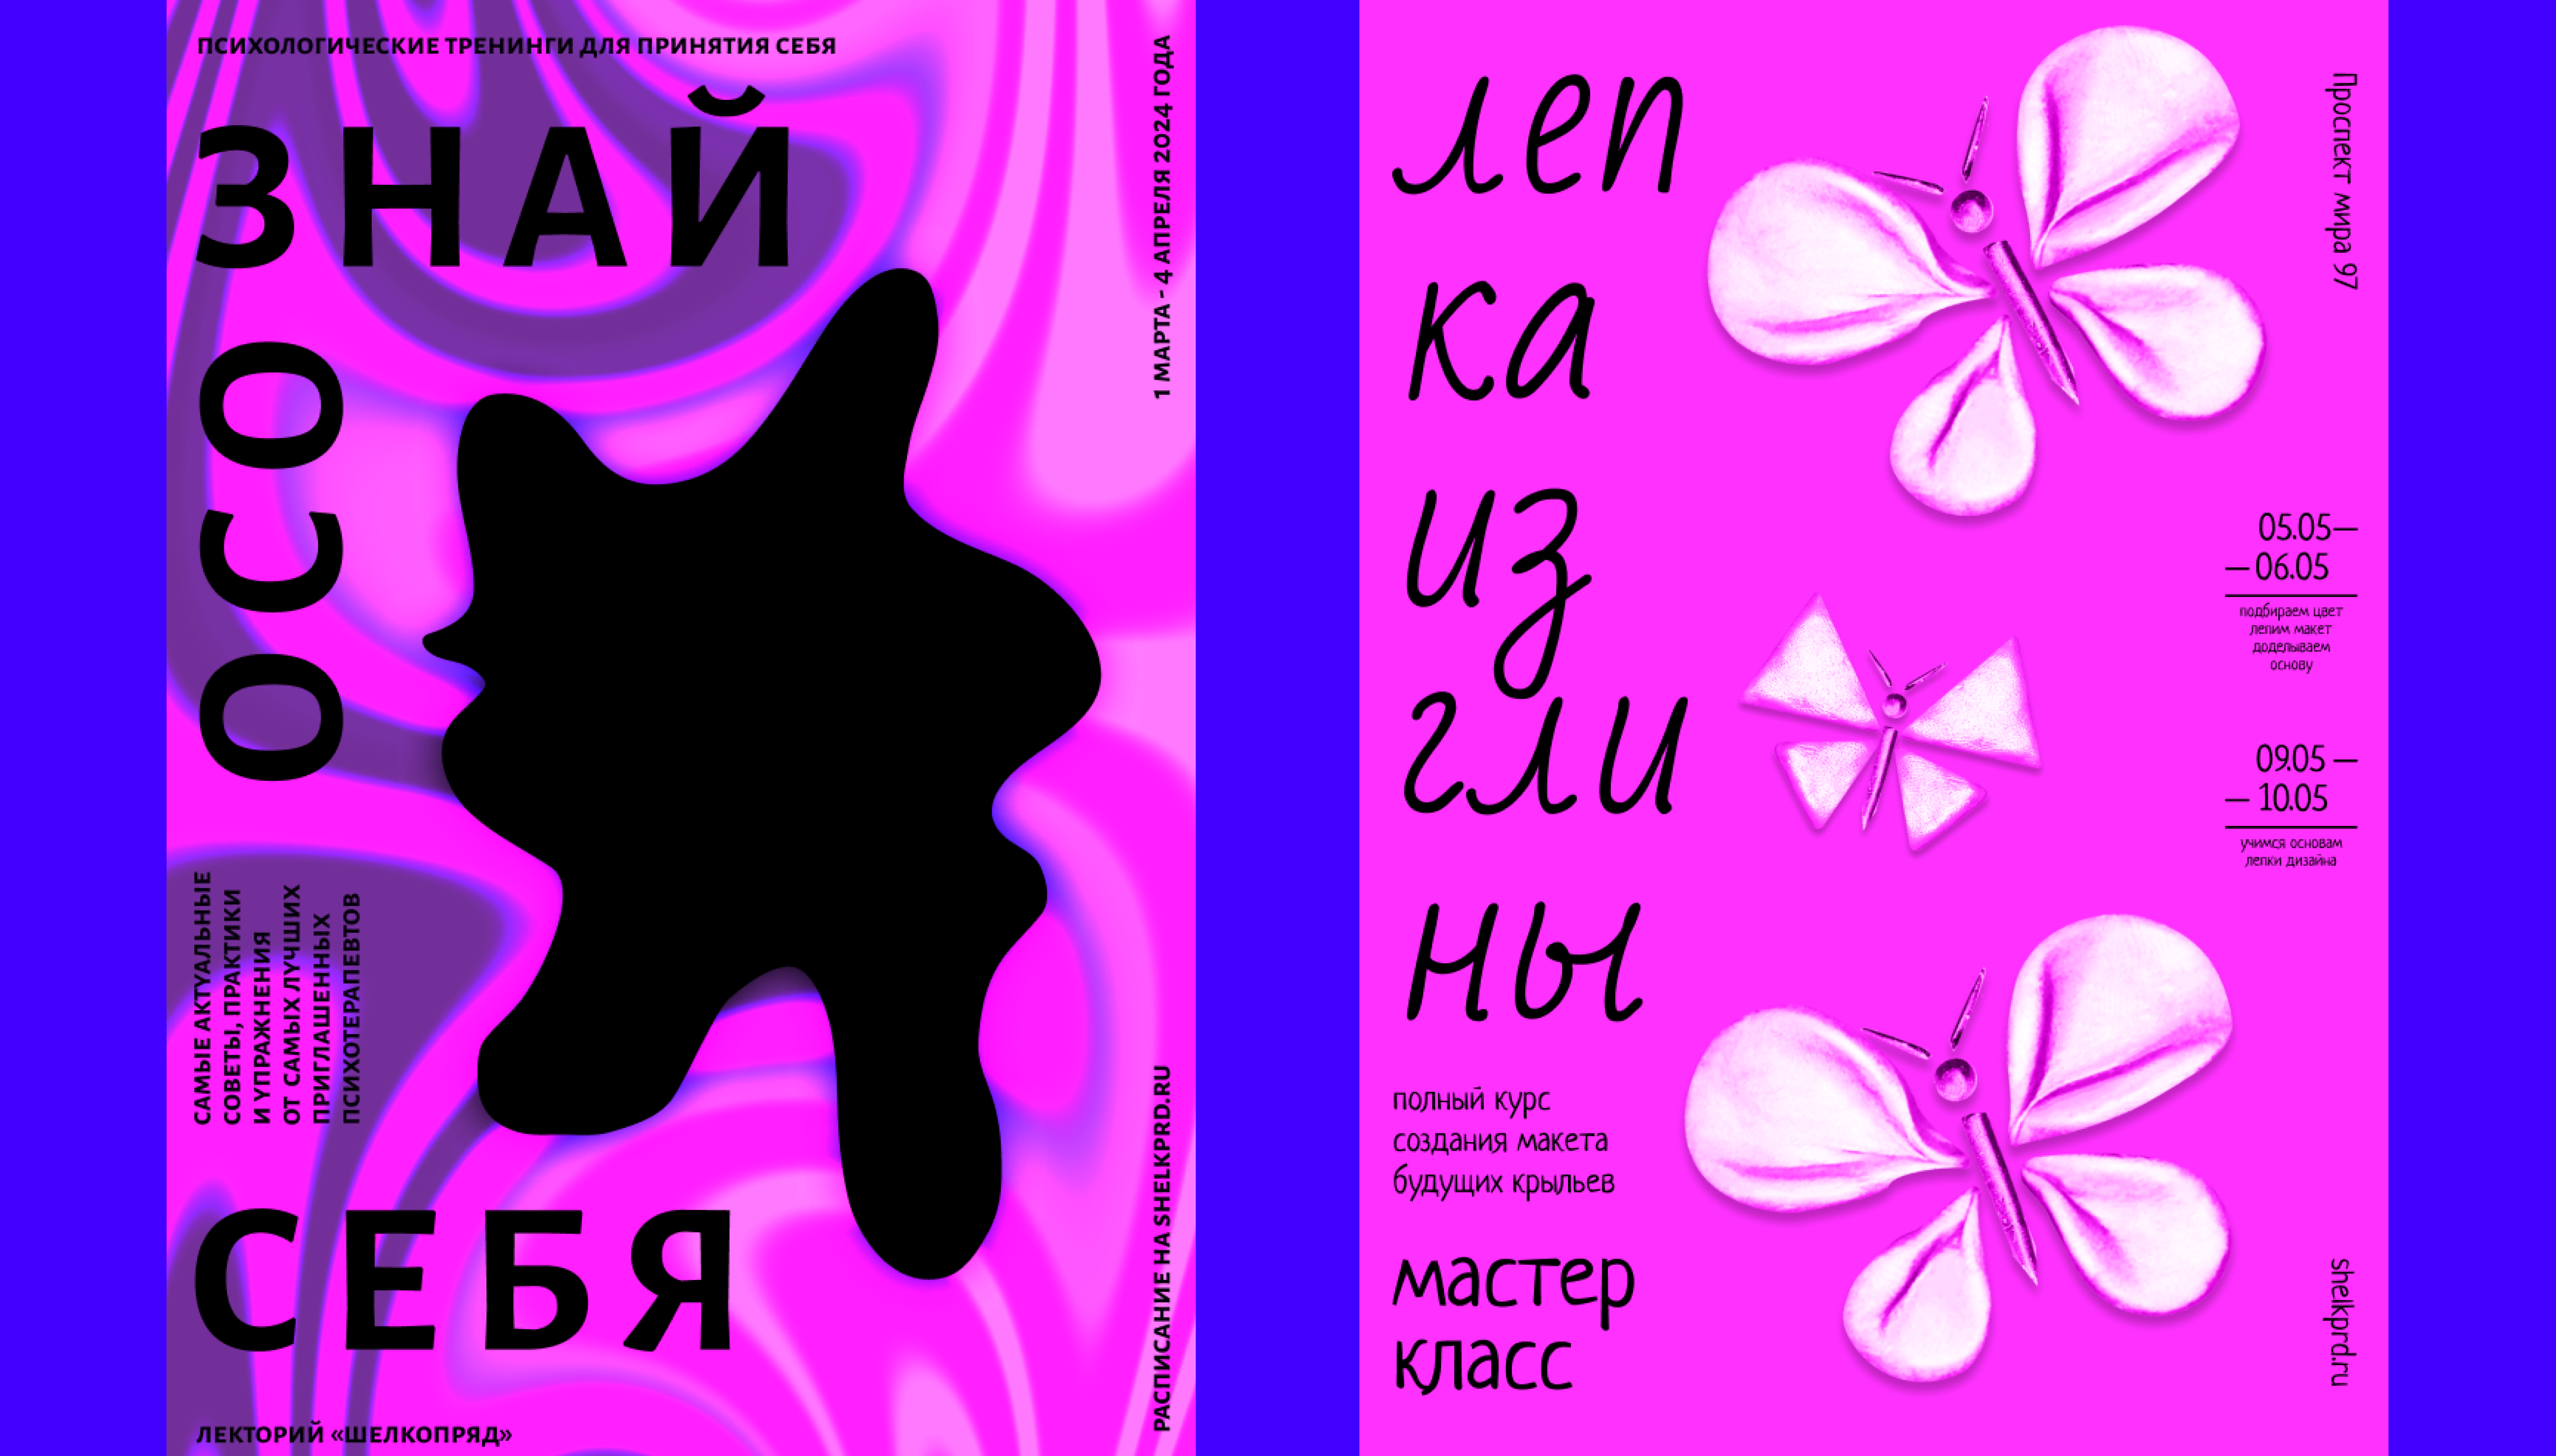 ПСИХОЛОГИЧЕСКИЕ ТРЕНИНГИ ДЛЯ ПРИНЯТИЯ СЕБЯ
1 МАРТА - 4 АПРЕЛЯ 2024 ГОДА
ЗНАЙ
ОСО
САМЫЕ АКТУАЛЬНЫЕ
СОВЕТЫ, ПРАКТИКИ
И УПРАЖНЕНИЯ
ОТ САМЫХ ЛУЧШИХ
ПРИГЛАШЕННЫХ
ПСИХОТЕРАПЕВТОВ
СЕБЯ
РАСПИСАНИЕ НА SHELKPRD.RU
ЛЕКТОРИЙ «ШЕЛКОПРЯД»
леп
ка
из
гли
ны
полный курс
создания макета
будущих крыльев
мастер
класс
Проспект мира 97
05.05—
—06.05
подбираем цвет
лепим макет
доделываем
основу
09.05 —
— 10.05
учимся основам
лепки дизайна
shelkprd.ru